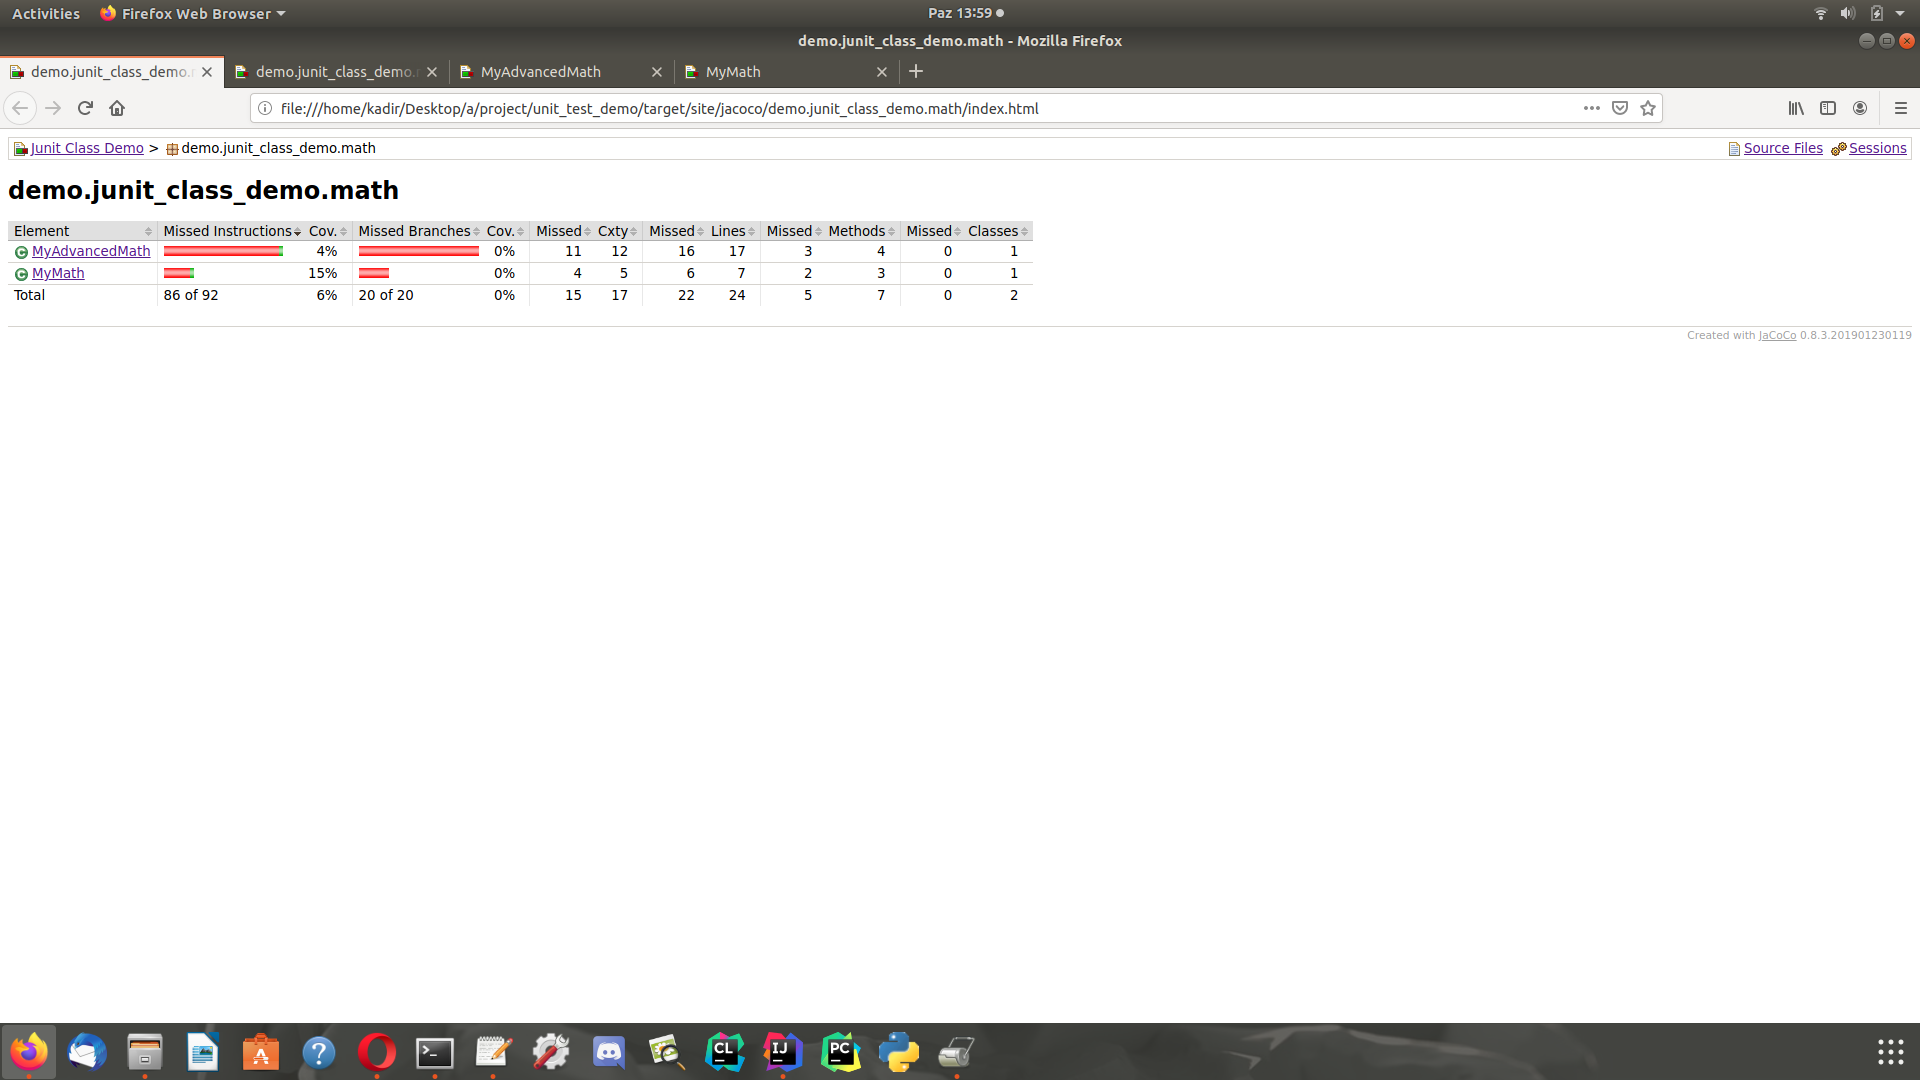 Activities Firefox Web Browser Paz 13:59
demo.junit_class_demo.math - Mozilla Firefox
demo.junit_class_demo. demo.junit_class_demo. MyAdvancedMath MyMath
file:///home/kadir/Desktop/a/project/unit_test_demo/target/site/jacoco/demo.junit_class_demo.math/index.html
Junit Class Demo > demo.junit_class_demo.math Source Files Sessions
demo.junit_class_demo.math
Element Missed Instructions Cov. Missed Branches Cov. Missed Cxty Missed Lines Missed Methods Missed Classes
MyAdvancedMath 4% 0% 11 12 16 17 3 4 0 1
MyMath 15% 0% 4 5 6 7 2 3 0 1
Total 86 of 92 6% 20 of 20 0% 15 17 22 24 5 7 0 2
Created with JaCoCo 0.8.3.201901230119
CL IJ PC